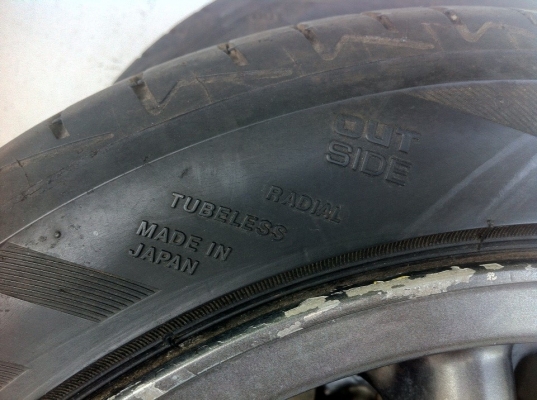 OUT
SIDE
RADIAL
TUBELESS
MADE IN
JAPAN